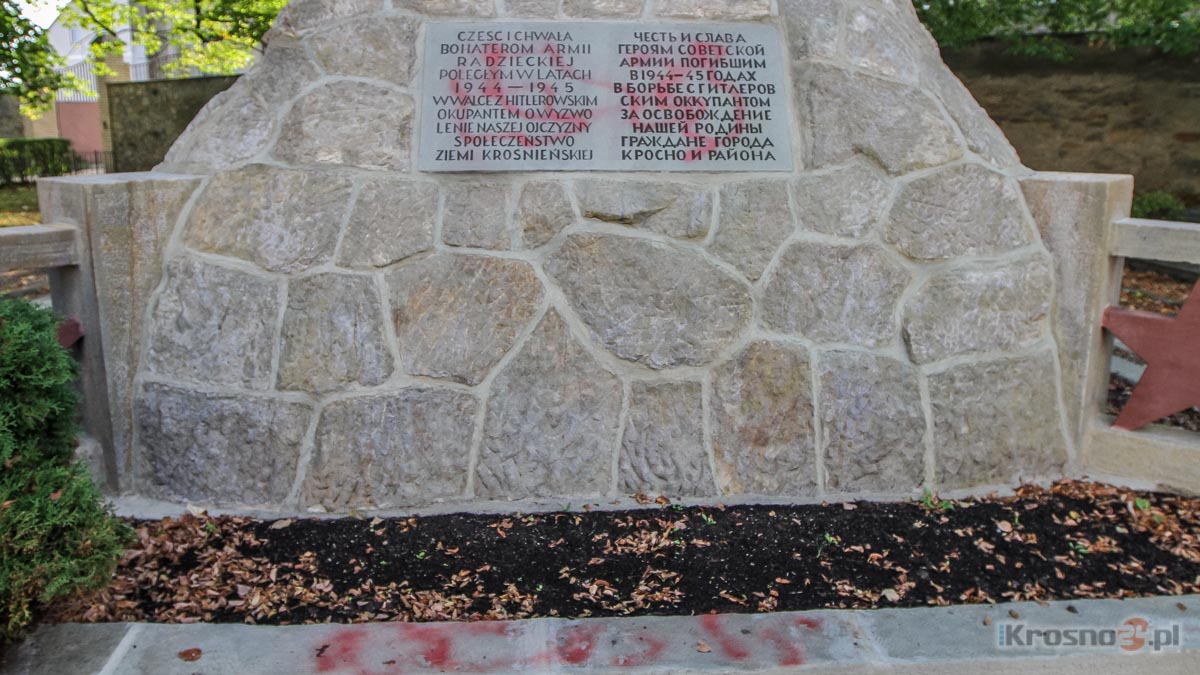 CZEŚĆ I CHWAŁA
BOHATEROM ARMII
RADZIECKIEJ
POLEGŁYM W LATACH
1944 – 1945
W WALCE Z HITLEROWSKIM
OKUPANTEM O WYZWO
LENIE NASZEJ OJCZYZNY
SPOŁECZEŃSTWO
ZIEMI KROŚNIEŃSKIEJ
ЧЕСТЬ И СЛАВА
ГЕРОЯМ СОВЕТСКОЙ
АРМИИ ПОГИБШИМ
В 1944–45 ГОДАХ
В БОРЬБЕ С ГИТЛЕРОВ
СКИМ ОККУПАНТОМ
ЗА ОСВОБОЖДЕНИЕ
НАШЕЙ РОДИНЫ
ГРАЖДАНЕ ГОРОДА
КРОСНО И РАЙОНА
Krosno24.pl